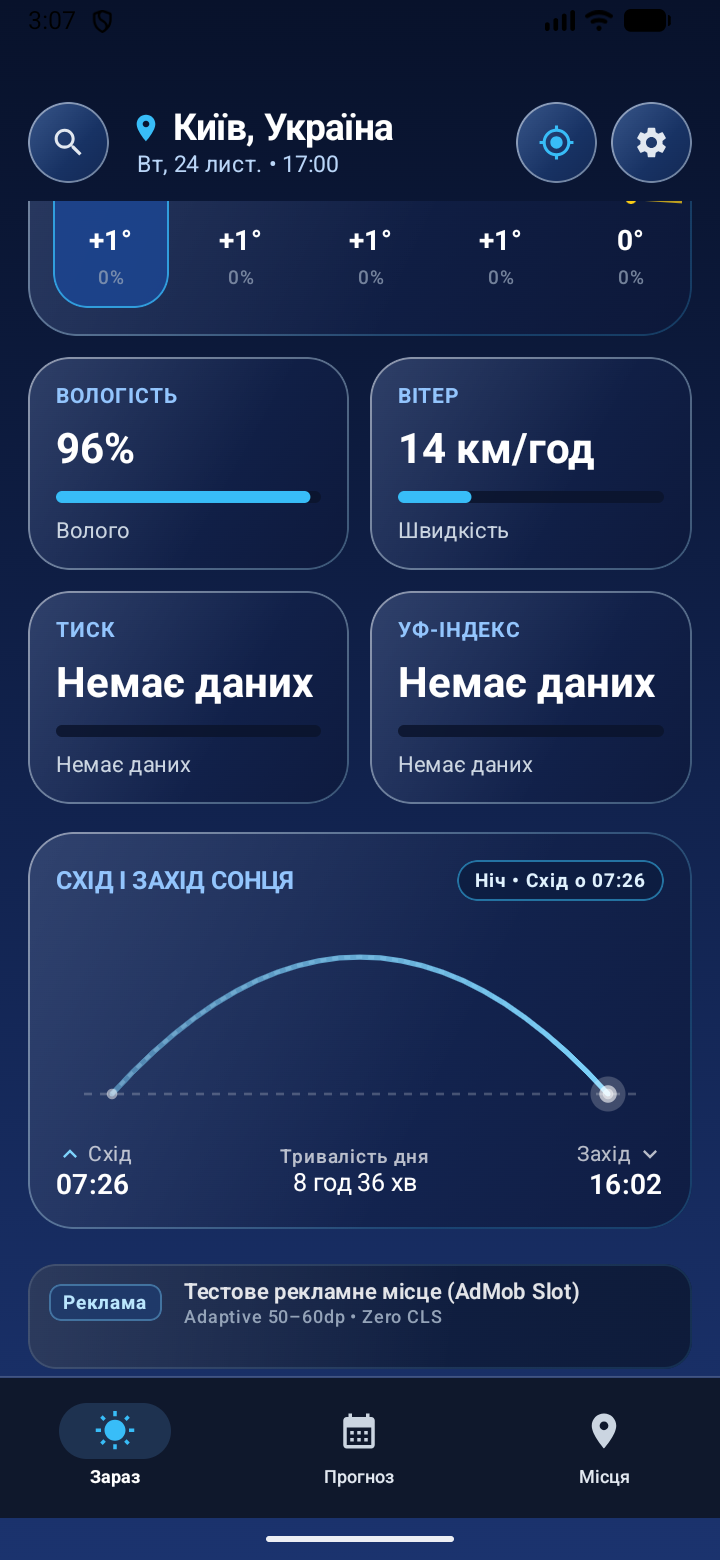 3:07
Київ, Україна
Вт, 24 лист. • 17:00
+1° +1° +1° +1° 0°
0% 0% 0% 0% 0%
ВОЛОГІСТЬ
96%
Волого
ВІТЕР
14 км/год
Швидкість
ТИСК
Немає даних
Немає даних
УФ-ІНДЕКС
Немає даних
Немає даних
СХІД І ЗАХІД СОНЦЯ
Ніч • Схід о 07:26
Схід
07:26
Тривалість дня
8 год 36 хв
Захід
16:02
Реклама
Тестове рекламне місце (AdMob Slot)
Adaptive 50–60dp • Zero CLS
Зараз
Прогноз
Місця